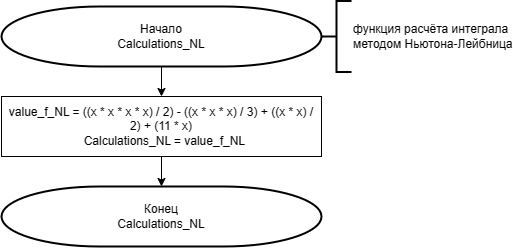 Начало
Calculations_NL
функция расчёта интеграла
методом Ньютона-Лейбница
value_f_NL = ((x * x * x * x) / 2) - ((x * x * x) / 3) + ((x * x) /
2) + (11 * x)
Calculations_NL = value_f_NL
Конец
Calculations_NL